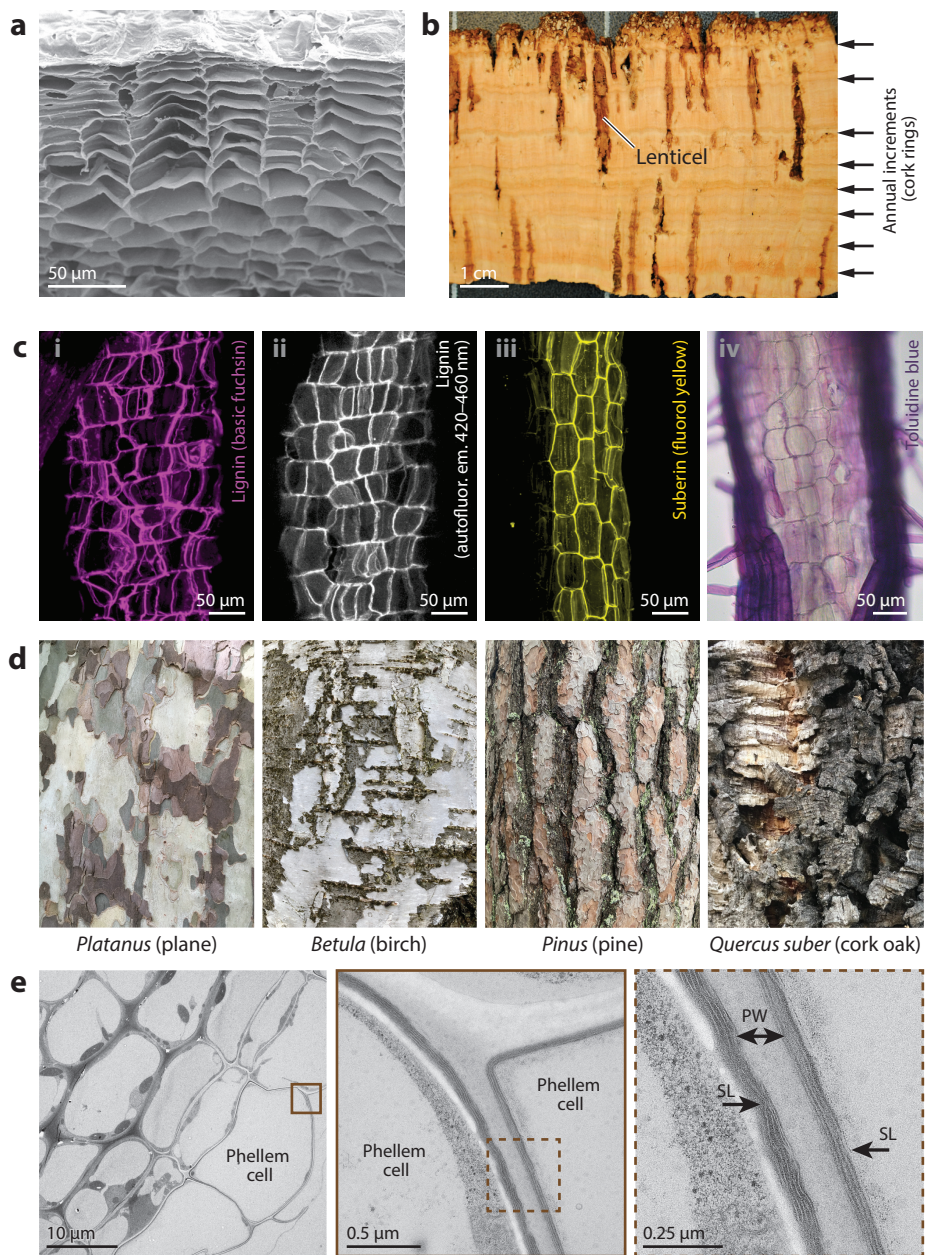 a
50 µm
b
Lenticel
1 cm
Annual increments
(cork rings)
c
i
Lignin (basic fuchsin)
50 µm
ii
Lignin
(autofluor. em. 420–460 nm)
50 µm
iii
Suberin (fluorol yellow)
50 µm
iv
Toluidine blue
50 µm
d
Platanus (plane)
Betula (birch)
Pinus (pine)
Quercus suber (cork oak)
e
Phellem
cell
10 µm
Phellem
cell
Phellem
cell
0.5 µm
PW
SL
SL
0.25 µm